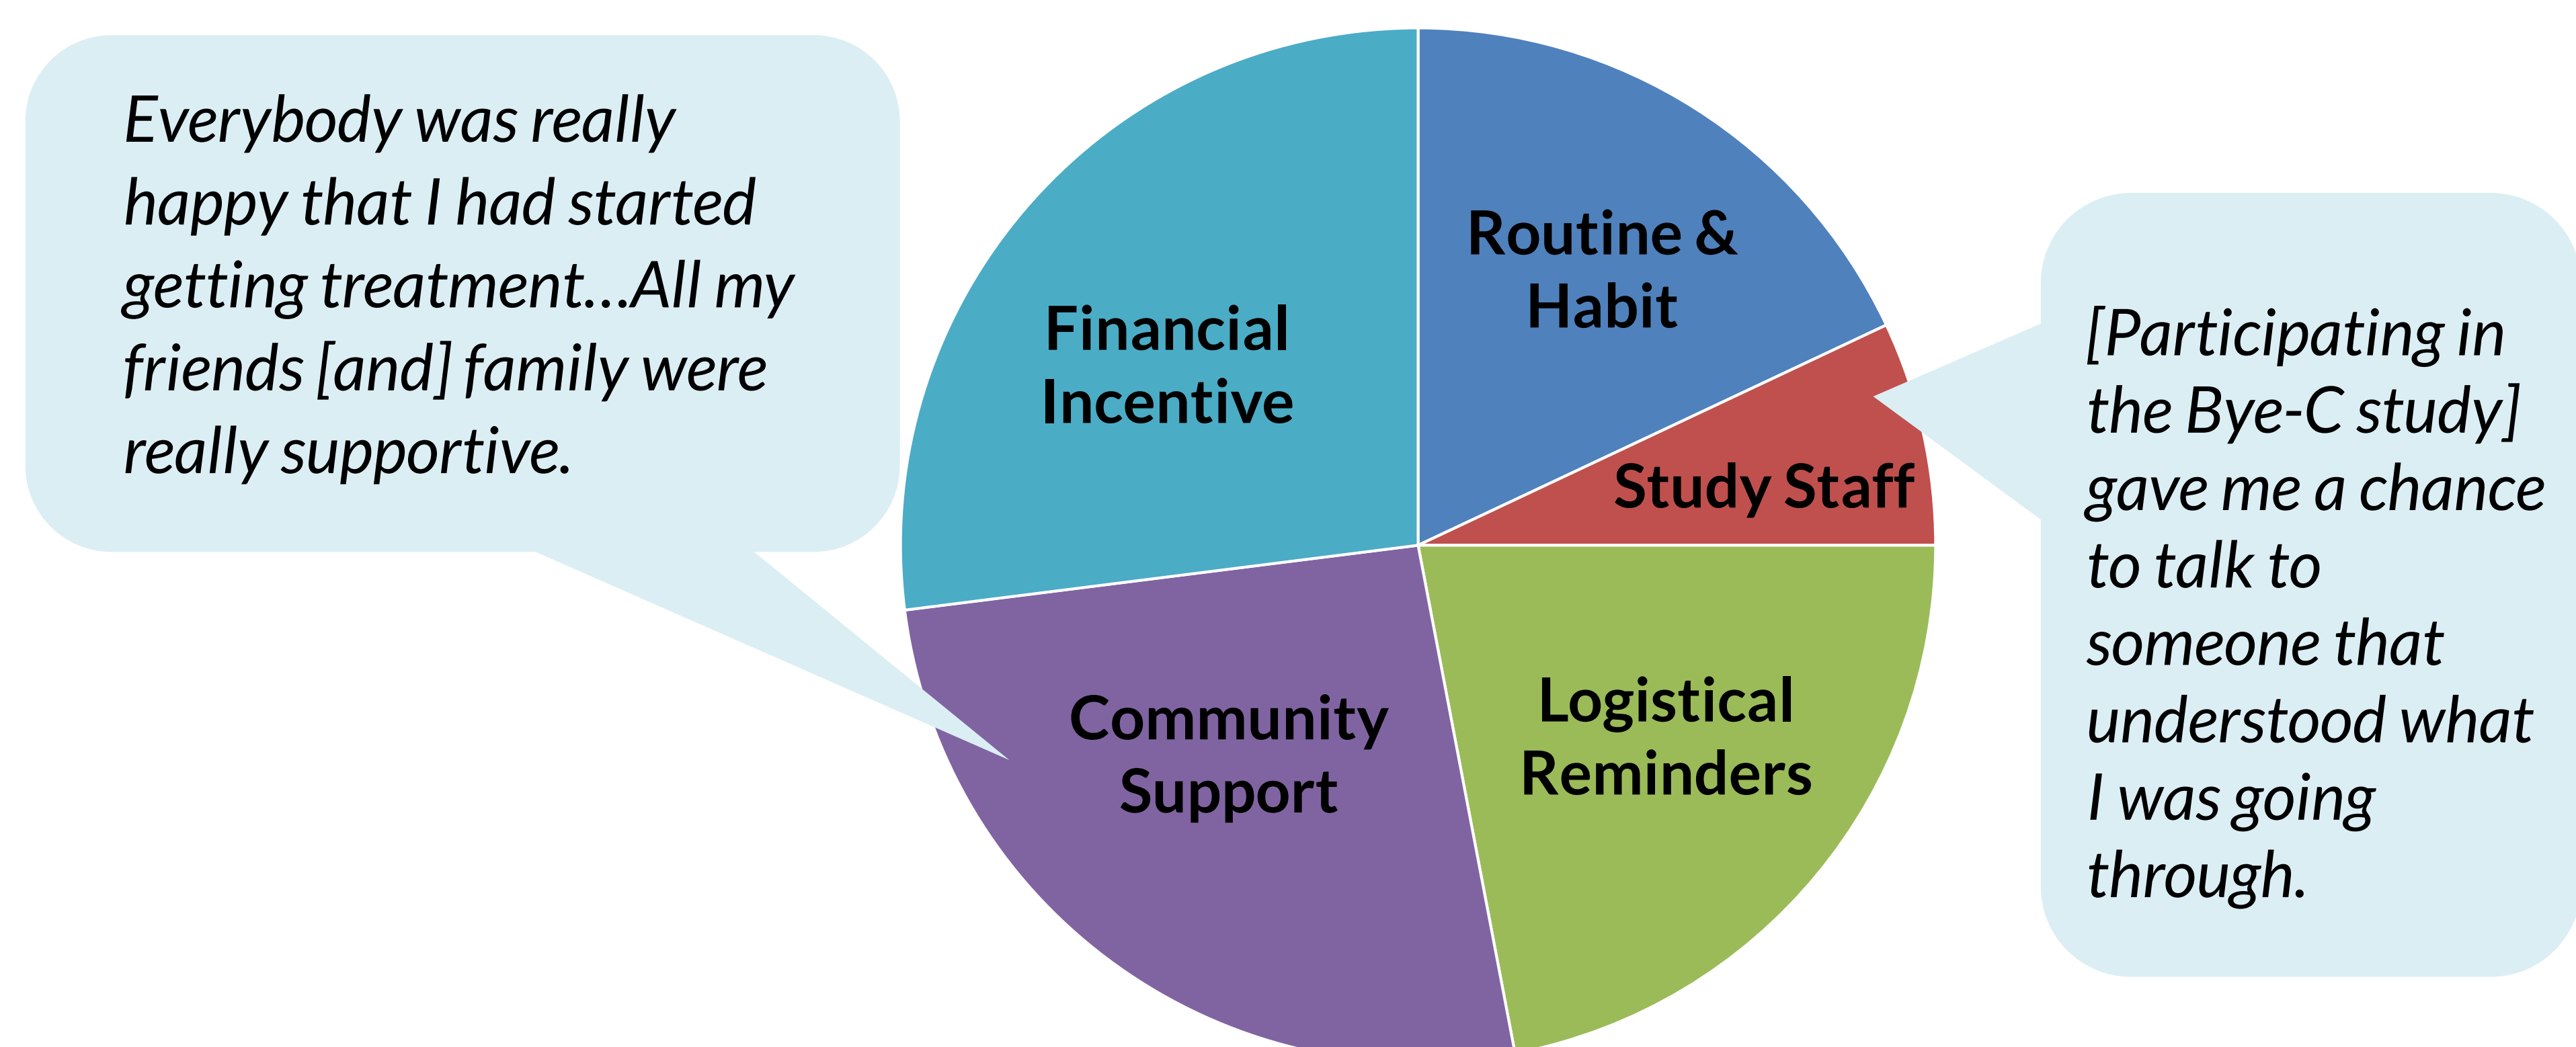 Everybody was really
happy that I had started
getting treatment...All my
friends [and] family were
really supportive.
Financial
Incentive
Routine &
Habit
Study Staff
Community
Support
Logistical
Reminders
[Participating in
the Bye-C study]
gave me a chance
to talk to
someone that
understood what
I was going
through.